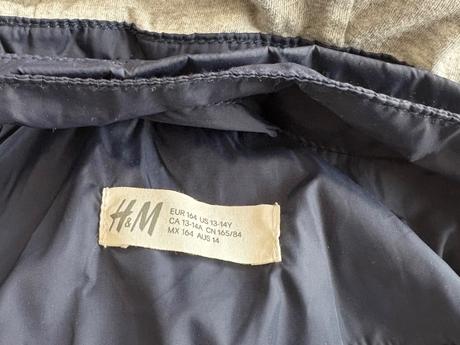 H&M
EUR 164 US 13-14Y
CA 13-14A CN 165/84
MX 164 AUS 14